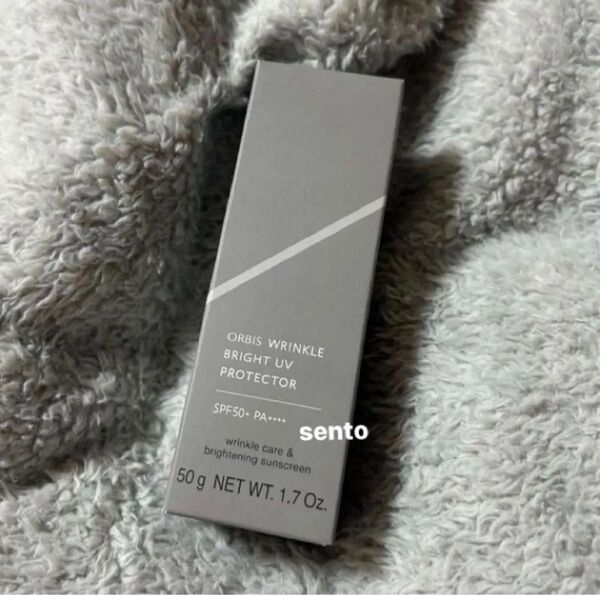 ORBIS WRINKLE
BRIGHT UV
PROTECTOR
SPF50+ PA++++
sento
wrinkle care &
brightening sunscreen
50 g NET WT. 1.7 Oz.